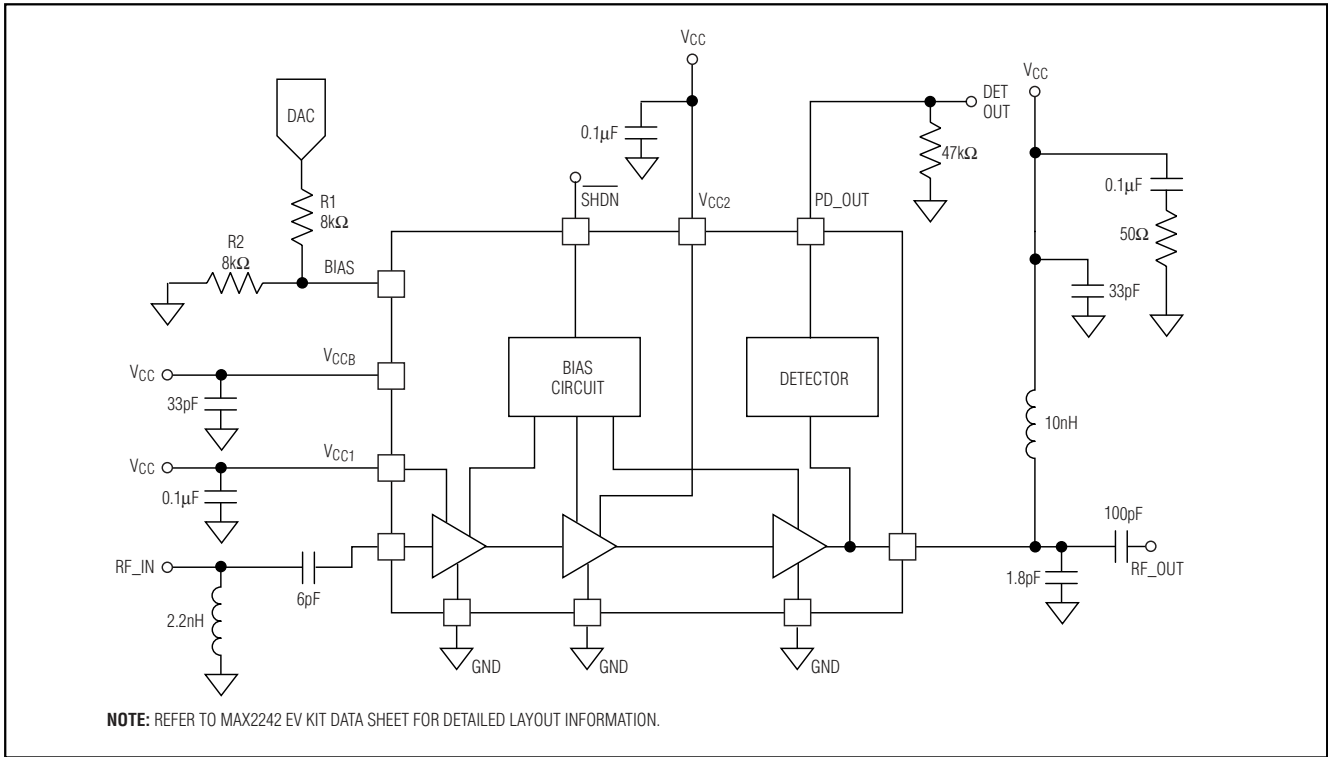 VCC
VCC
DAC
DET
OUT
0.1μF
47kΩ
0.1μF
SHDN
VCC2
PD_OUT
R1
8kΩ
50Ω
R2
8kΩ
BIAS
33pF
VCCB
VCC
BIAS
CIRCUIT
DETECTOR
33pF
10nH
VCC1
VCC
0.1μF
100pF
RF_IN
6pF
1.8pF
RF_OUT
2.2nH
GND
GND
GND
NOTE: REFER TO MAX2242 EV KIT DATA SHEET FOR DETAILED LAYOUT INFORMATION.